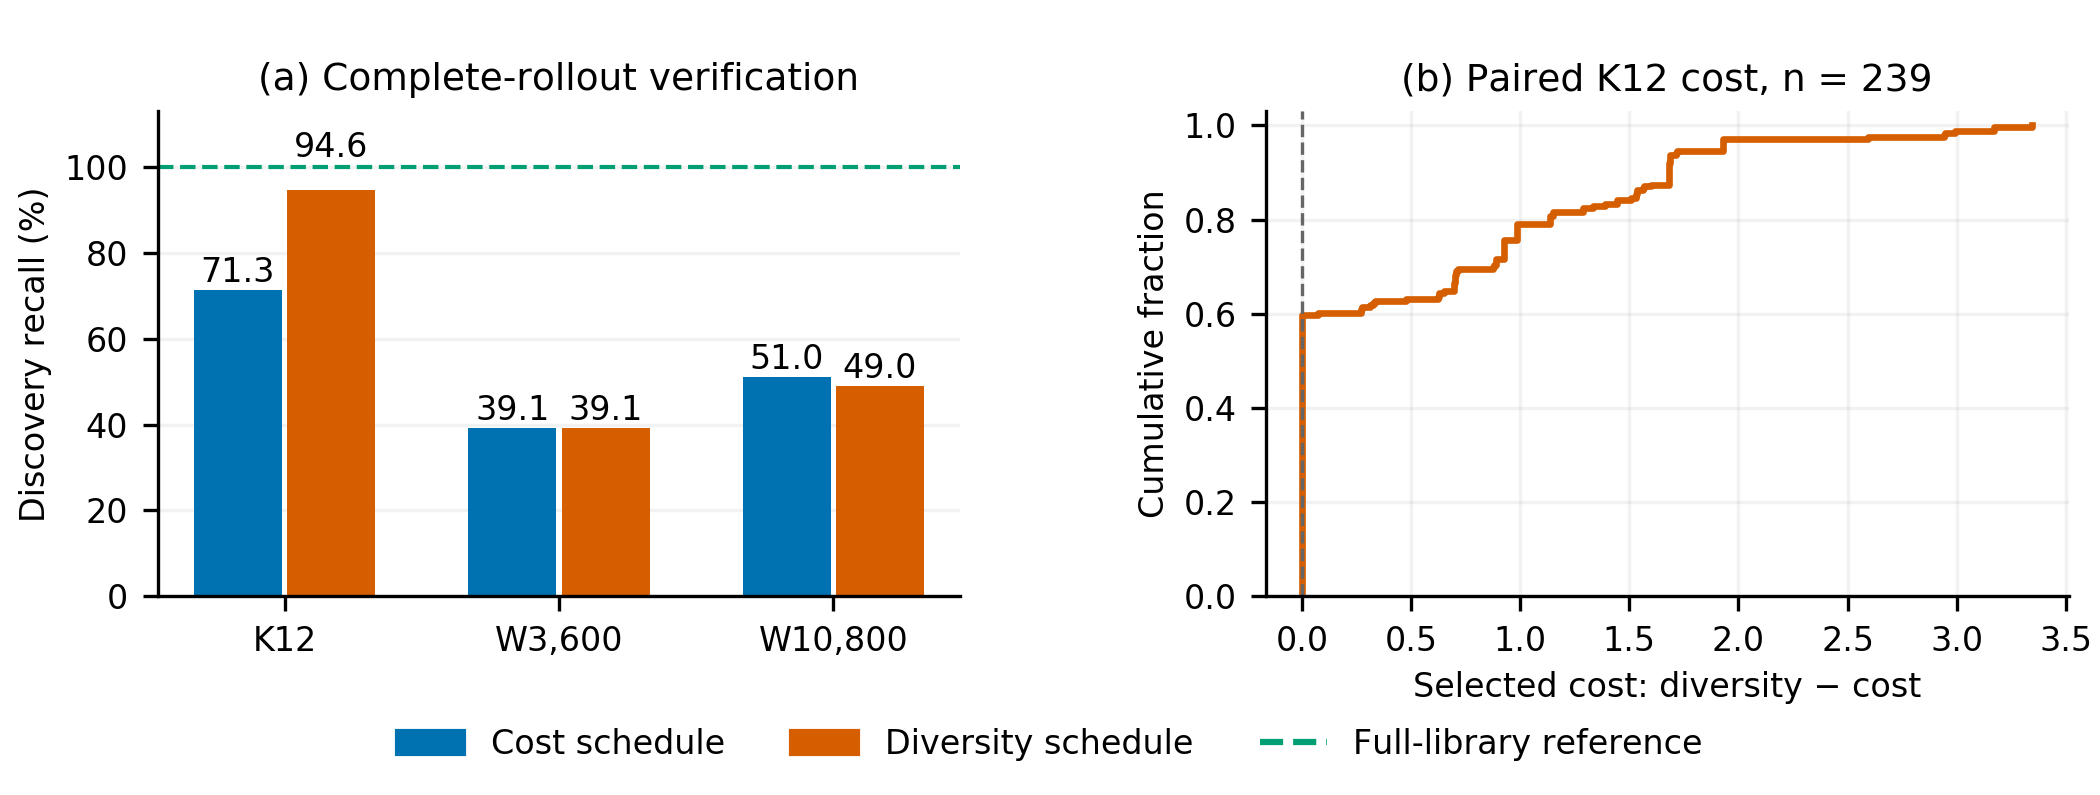 (a) Complete-rollout verification
Discovery recall (%)
100
80
60
40
20
0
71.3
94.6
39.1
39.1
51.0
49.0
K12
W3,600
W10,800
(b) Paired K12 cost, n = 239
Cumulative fraction
1.0
0.8
0.6
0.4
0.2
0.0
0.0
0.5
1.0
1.5
2.0
2.5
3.0
3.5
Selected cost: diversity − cost
Cost schedule
Diversity schedule
Full-library reference